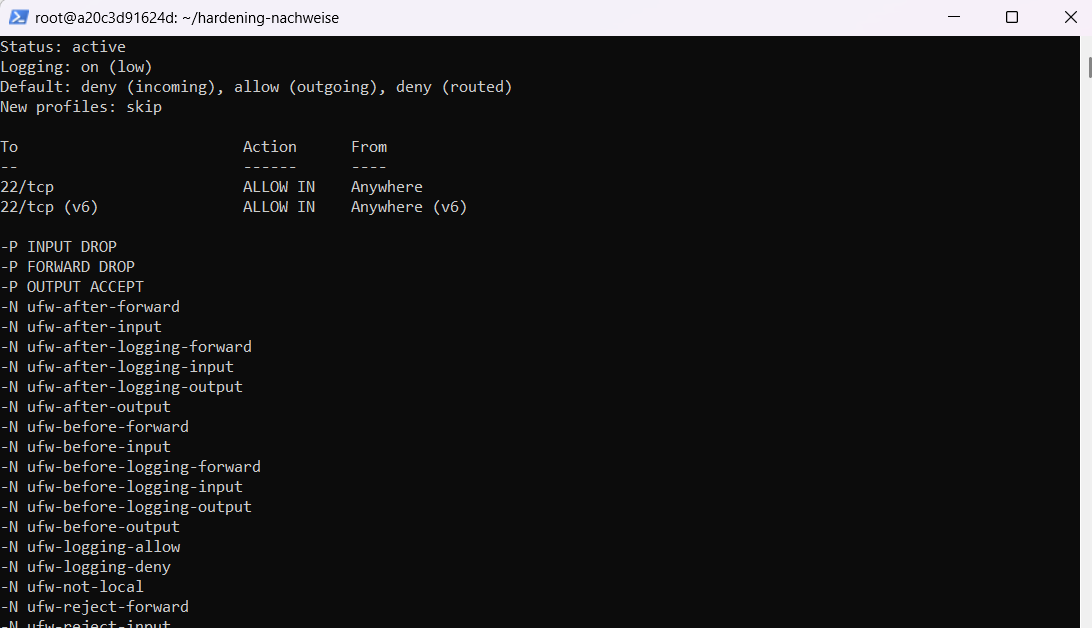 root@a20c3d91624d: ~/hardening-nachweise
Status: active
Logging: on (low)
Default: deny (incoming), allow (outgoing), deny (routed)
New profiles: skip
To                         Action      From
--                         ------      ----
22/tcp                     ALLOW IN    Anywhere
22/tcp (v6)                ALLOW IN    Anywhere (v6)
-P INPUT DROP
-P FORWARD DROP
-P OUTPUT ACCEPT
-N ufw-after-forward
-N ufw-after-input
-N ufw-after-logging-forward
-N ufw-after-logging-input
-N ufw-after-logging-output
-N ufw-after-output
-N ufw-before-forward
-N ufw-before-input
-N ufw-before-logging-forward
-N ufw-before-logging-input
-N ufw-before-logging-output
-N ufw-before-output
-N ufw-logging-allow
-N ufw-logging-deny
-N ufw-not-local
-N ufw-reject-forward
-N ufw-reject-input